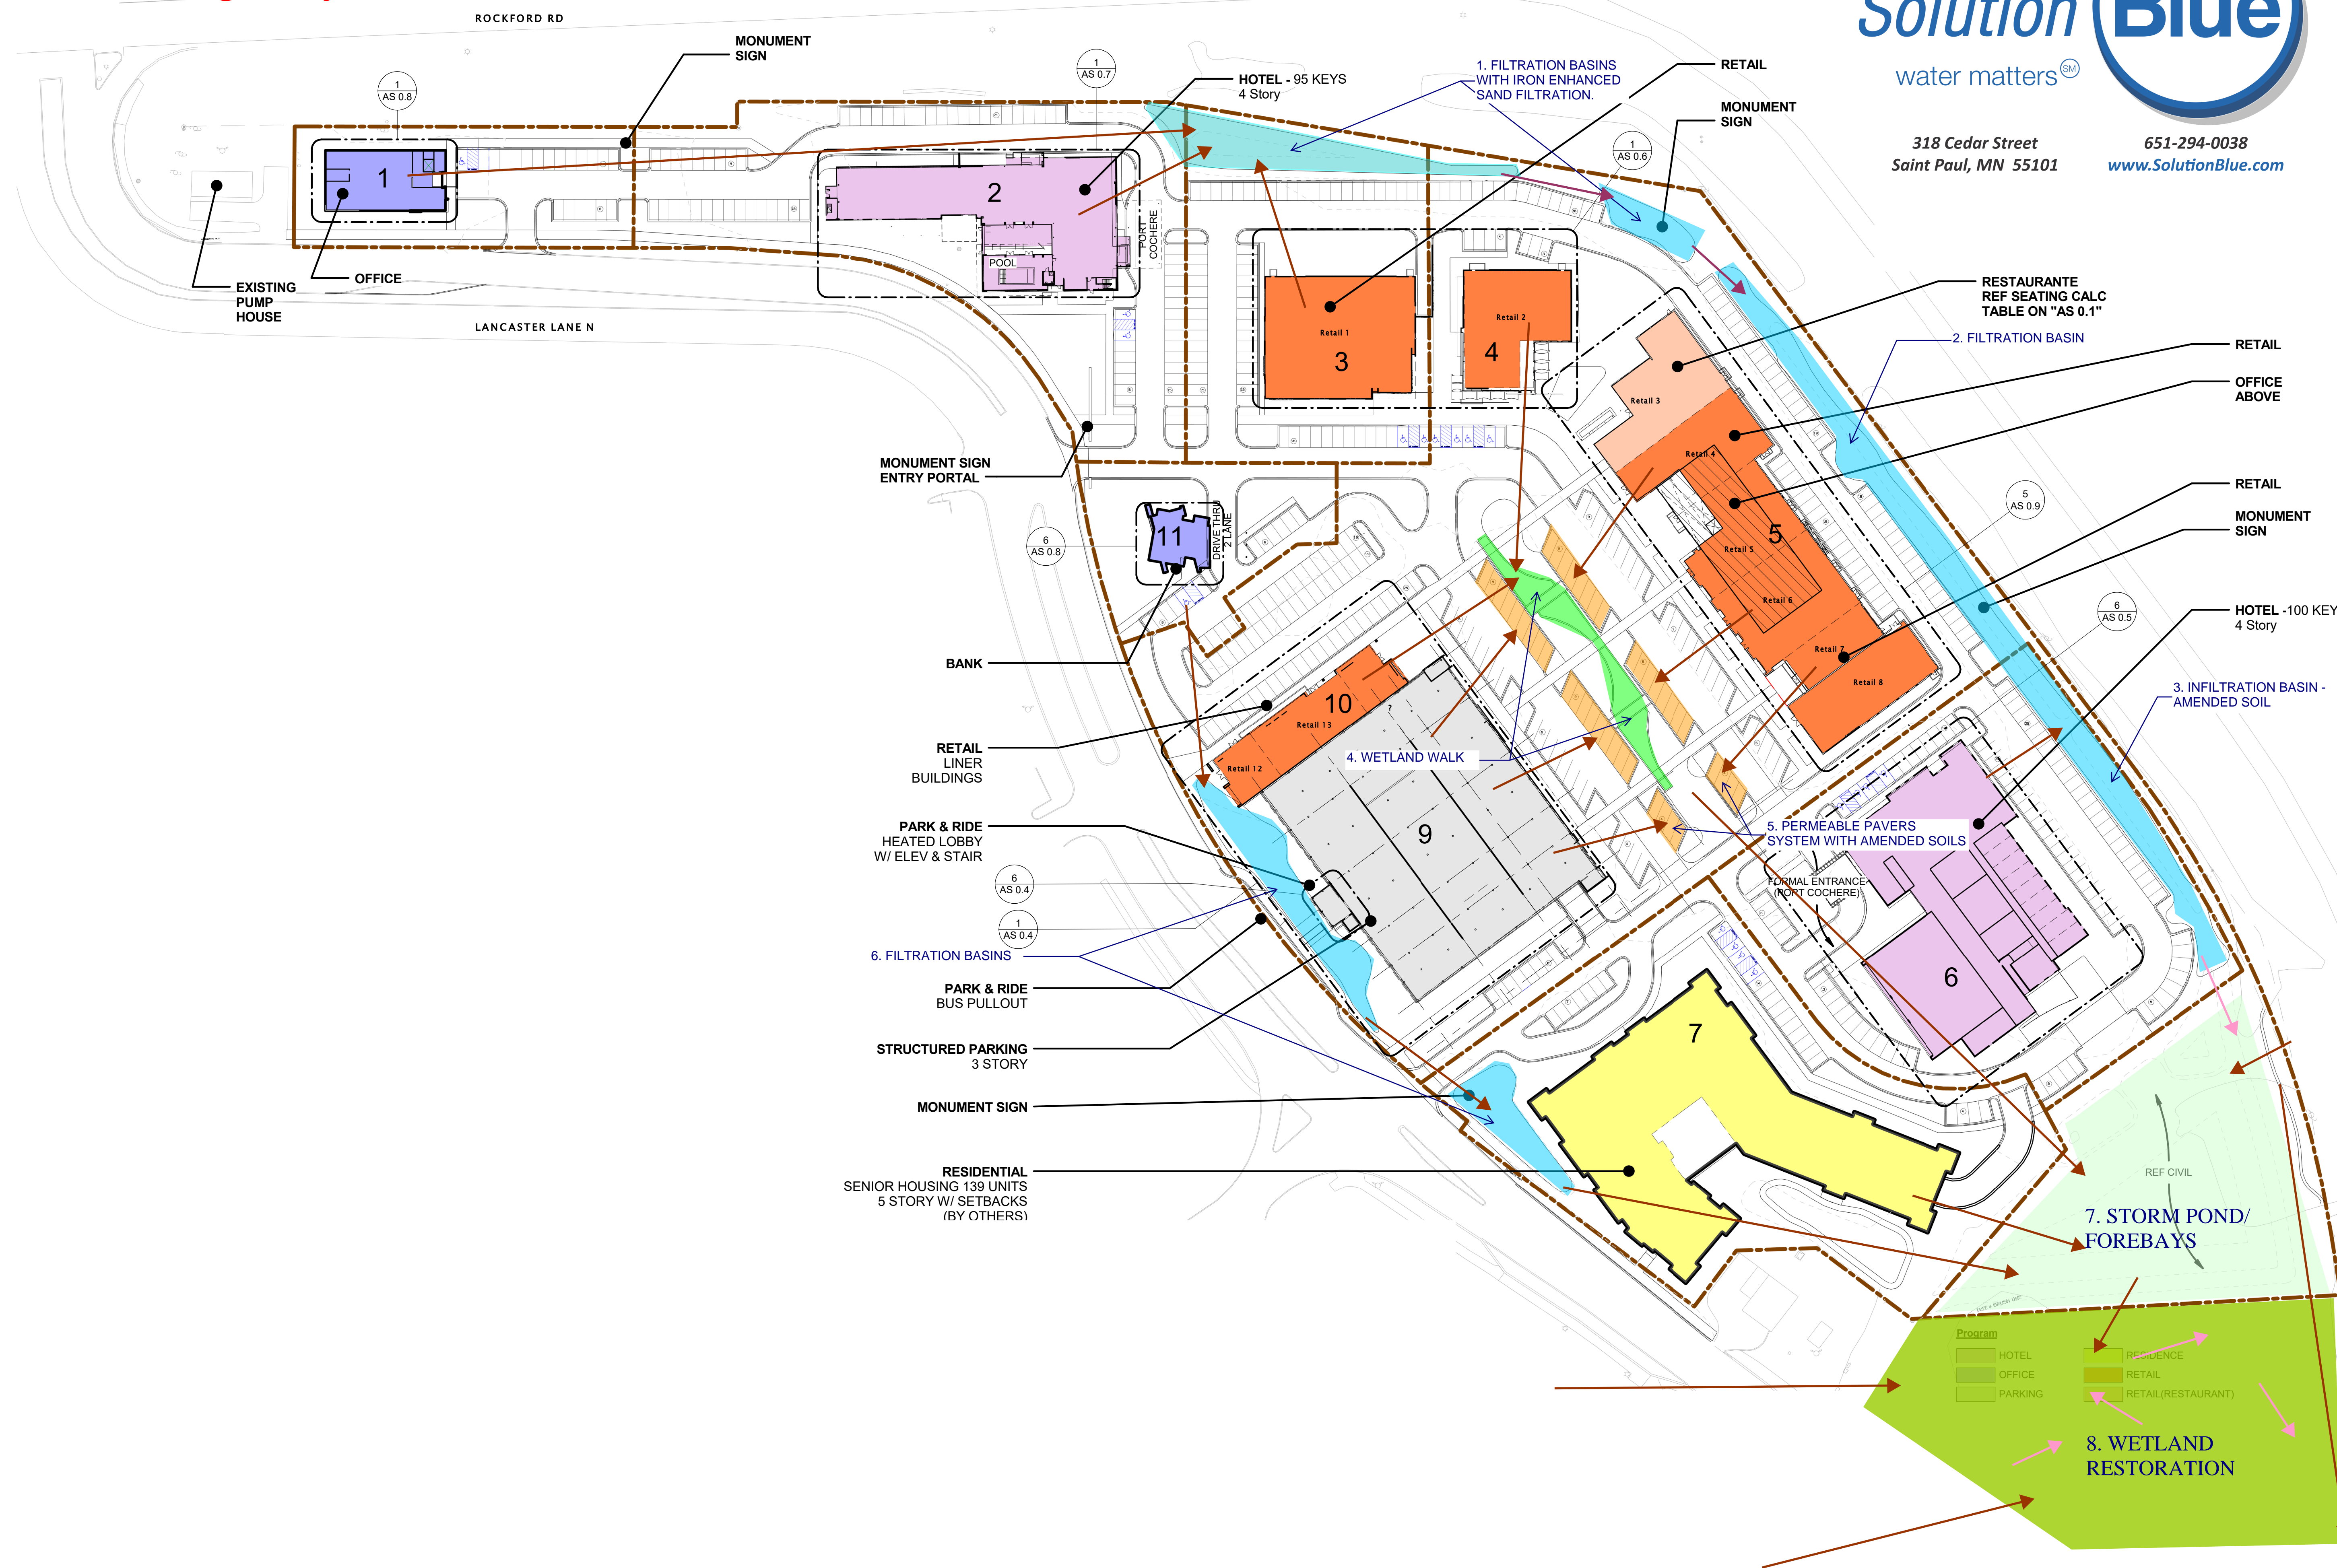 ROCKFORD RD
Solution Blue
water matters SM
318 Cedar Street
Saint Paul, MN  55101
651-294-0038
www.SolutionBlue.com
MONUMENT
SIGN
1
AS 0.8
1
AS 0.7
HOTEL - 95 KEYS
4 Story
1. FILTRATION BASINS
WITH IRON ENHANCED
SAND FILTRATION.
RETAIL
MONUMENT
SIGN
1
AS 0.6
1
2
PORT
COCHERE
POOL
OFFICE
EXISTING
PUMP
HOUSE
LANCASTER LANE N
Retail 1
3
Retail 2
4
RESTAURANTE
REF SEATING CALC
TABLE ON "AS 0.1"
2. FILTRATION BASIN
RETAIL
OFFICE
ABOVE
Retail 3
Retail 4
MONUMENT SIGN
ENTRY PORTAL
RETAIL
5
AS 0.9
MONUMENT
SIGN
11
DRIVE THRU
2 LANE
6
AS 0.8
5
Retail 5
Retail 6
6
AS 0.5
HOTEL -100 KEY
4 Story
BANK
Retail 7
Retail 8
3. INFILTRATION BASIN -
AMENDED SOIL
10
?
Retail 13
Retail 12
RETAIL
LINER
BUILDINGS
4. WETLAND WALK
PARK & RIDE
HEATED LOBBY
W/ ELEV & STAIR
9
5. PERMEABLE PAVERS
SYSTEM WITH AMENDED SOILS
6
AS 0.4
FORMAL ENTRANCE
(PORT COCHERE)
1
AS 0.4
6. FILTRATION BASINS
6
PARK & RIDE
BUS PULLOUT
7
STRUCTURED PARKING
3 STORY
MONUMENT SIGN
RESIDENTIAL
SENIOR HOUSING 139 UNITS
5 STORY W/ SETBACKS
(BY OTHERS)
REF CIVIL
7. STORM POND/
FOREBAYS
Program
HOTEL
RESIDENCE
OFFICE
RETAIL
PARKING
RETAIL(RESTAURANT)
8. WETLAND
RESTORATION